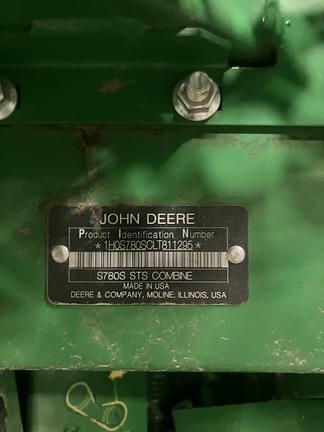 JOHN DEERE
Product Identification Number
*1H0S780SCLT811295*
S780S STS COMBINE
MADE IN USA
DEERE & COMPANY, MOLINE, ILLINOIS, USA